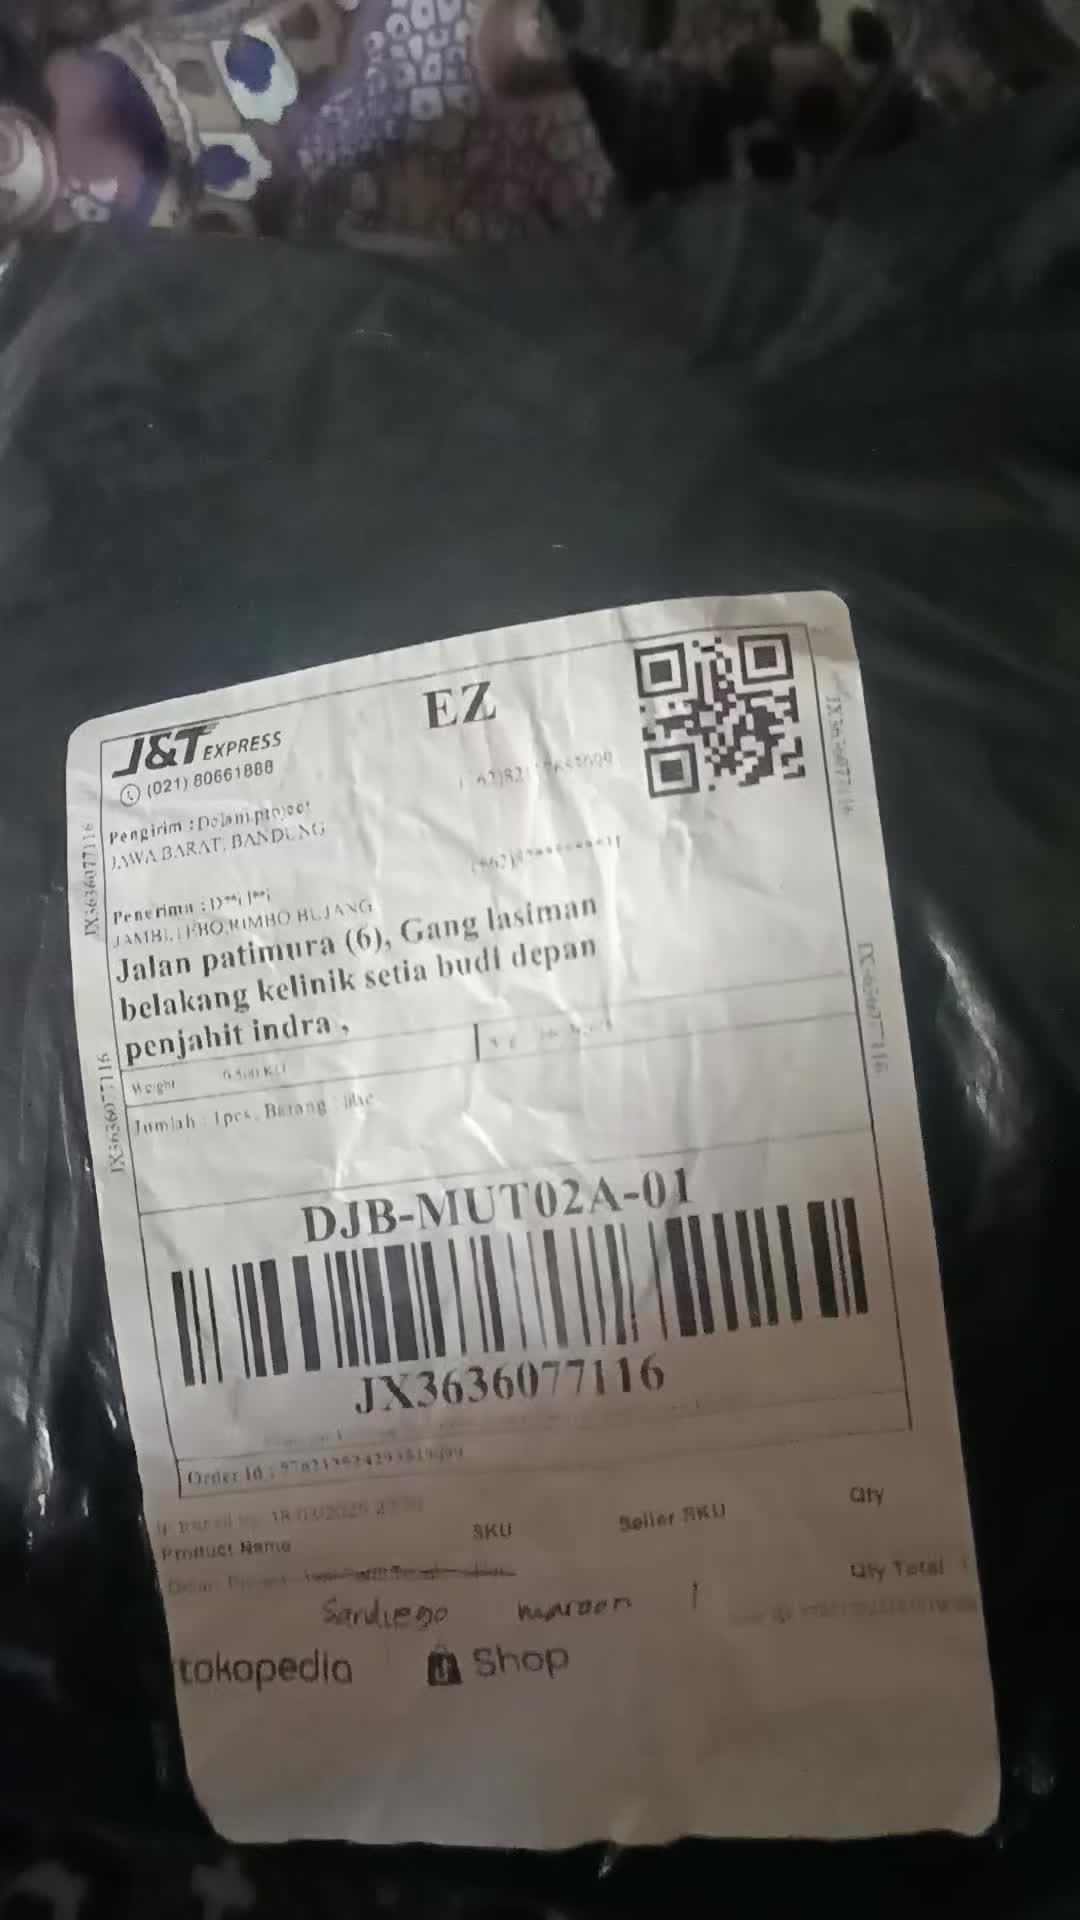 EZ
J&T EXPRESS
(021) 80661888
Pengirim : Dolani.project
JAWA BARAT, BANDUNG
Penerima : D**i I**i
JAMBI, TEBO, RIMBO BUJANG
Jalan patimura (6), Gang lasiman
belakang kelinik setia budi depan
penjahit indra ,
Weight
Jumlah : 1pcs, Barang
DJB-MUT02A-01
JX3636077116
Order Id :
Product Name SKU Seller SKU Qty
Qty Total
Sandiego maroon 1
tokopedia Shop
JX3636077116
JX3636077116
JX3636077116
JX3636077116